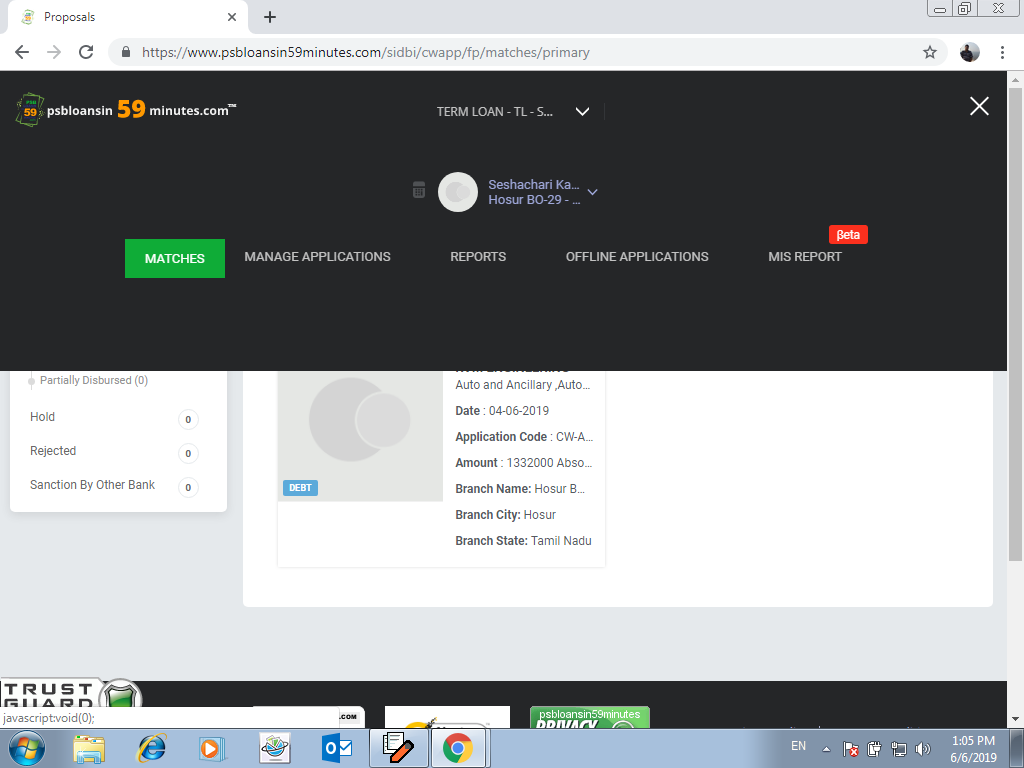 Proposals
https://www.psbloansin59minutes.com/sidbi/cwapp/fp/matches/primary
PSB
59
psbloansin 59 minutes.com™
TERM LOAN - TL - S...
Seshachari Ka...
Hosur BO-29 - ...
βeta
MATCHES
MANAGE APPLICATIONS
REPORTS
OFFLINE APPLICATIONS
MIS REPORT
Partially Disbursed (0)
Hold
0
Rejected
0
Sanction By Other Bank
0
DEBT
Auto and Ancillary ,Auto...
Date : 04-06-2019
Application Code : CW-A...
Amount : 1332000 Abso...
Branch Name: Hosur B...
Branch City: Hosur
Branch State: Tamil Nadu
TRUST
GUARD
.COM
psbloansin59minutes
PRIVACY
javascript:void(0);
EN
1:05 PM
6/6/2019